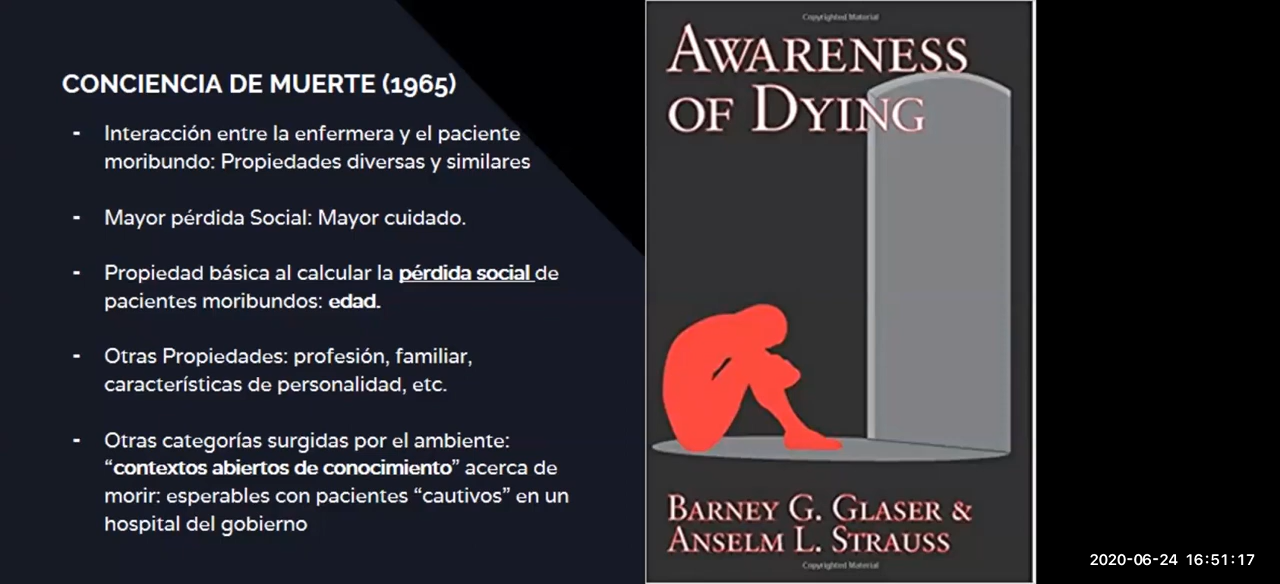 CONCIENCIA DE MUERTE (1965)
- Interacción entre la enfermera y el paciente
moribundo: Propiedades diversas y similares
- Mayor pérdida Social: Mayor cuidado.
- Propiedad básica al calcular la pérdida social de
pacientes moribundos: edad.
- Otras Propiedades: profesión, familiar,
características de personalidad, etc.
- Otras categorías surgidas por el ambiente:
“contextos abiertos de conocimiento” acerca de
morir: esperables con pacientes “cautivos” en un
hospital del gobierno
Copyrighted Material
AWARENESS
OF DYING
BARNEY G. GLASER &
ANSELM L. STRAUSS
Copyrighted Material
2020-06-24 16:51:17